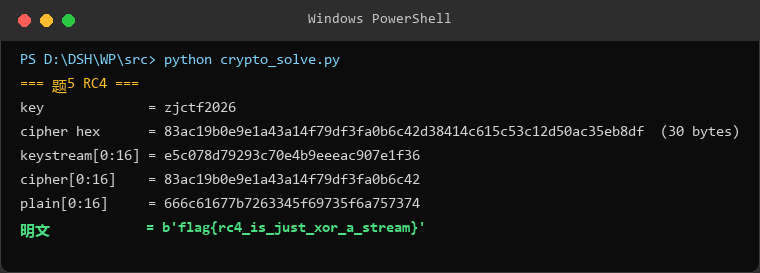 Windows PowerShell
PS D:\DSH\WP\src> python crypto_solve.py
=== 题5 RC4 ===
key = zjctf2026
cipher hex = 83ac19b0e9e1a43a14f79df3fa0b6c42d38414c615c53c12d50ac35eb8df (30 bytes)
keystream[0:16] = e5c078d79293c70e4b9eeeac907e1f36
cipher[0:16] = 83ac19b0e9e1a43a14f79df3fa0b6c42
plain[0:16] = 666c61677b7263345f69735f6a757374
明文 = b'flag{rc4_is_just_xor_a_stream}'